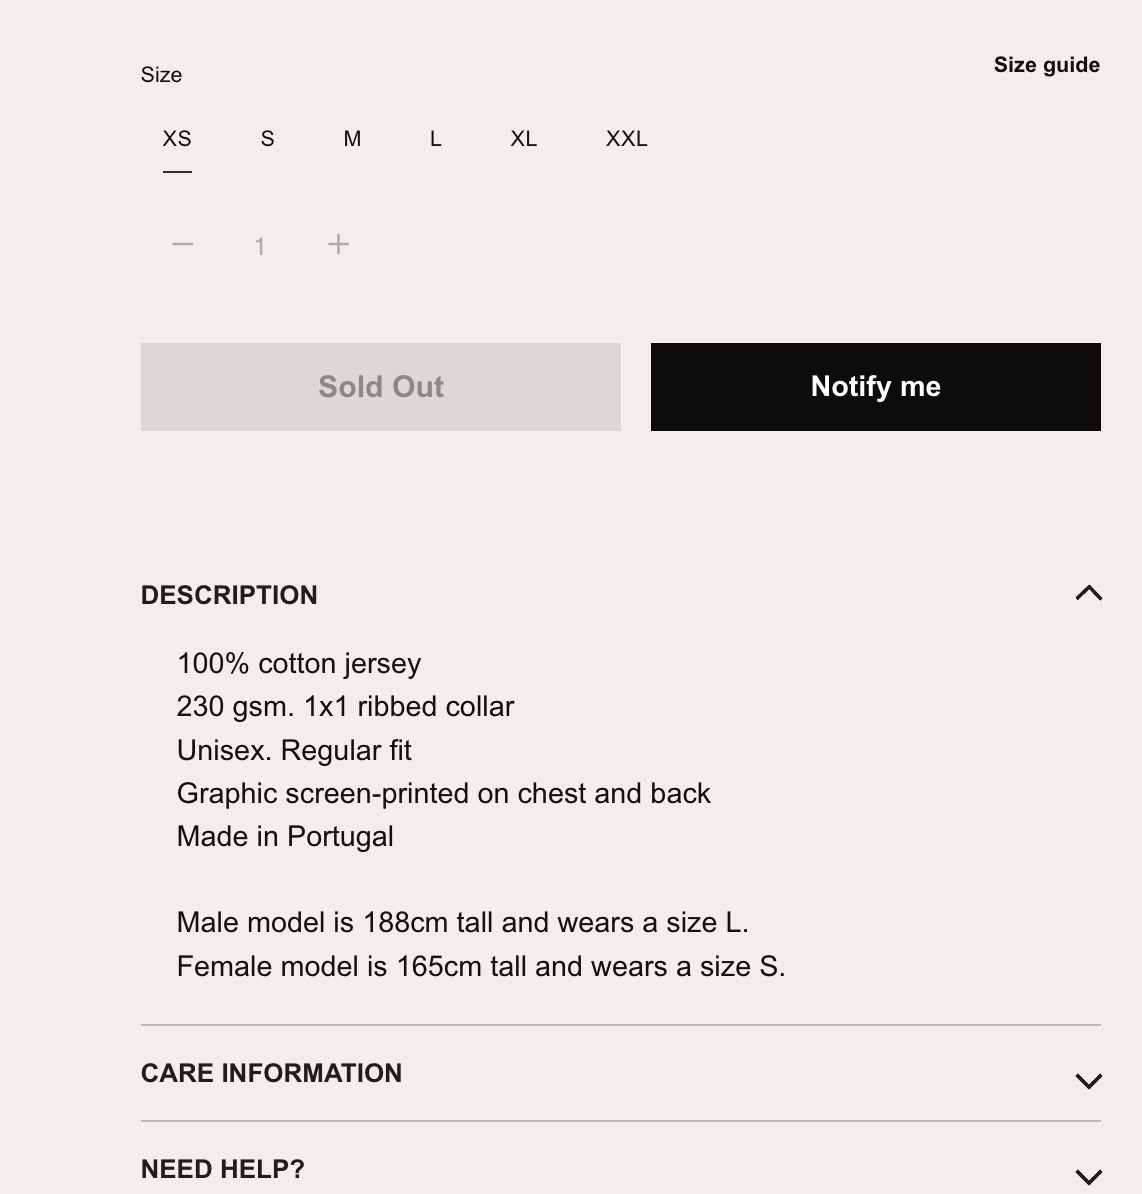 Size
Size guide
XS S M L XL XXL
1
Sold Out
Notify me
DESCRIPTION
100% cotton jersey
230 gsm. 1x1 ribbed collar
Unisex. Regular fit
Graphic screen-printed on chest and back
Made in Portugal
Male model is 188cm tall and wears a size L.
Female model is 165cm tall and wears a size S.
CARE INFORMATION
NEED HELP?